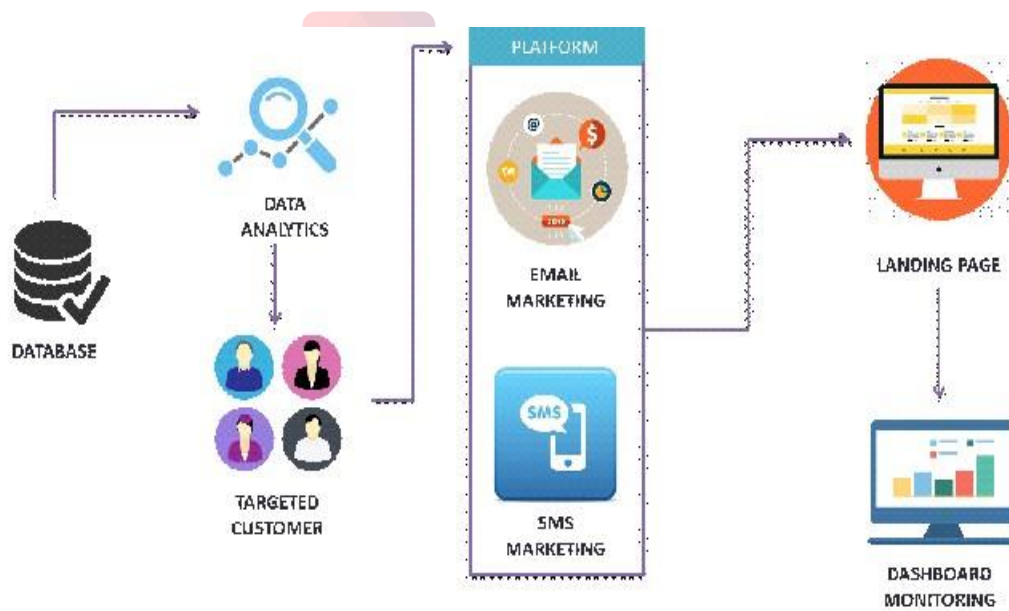 PLATFORM
DATA
ANALYTICS
DATABASE
TARGETED
CUSTOMER
@
$
EMAIL
MARKETING
SMS
SMS
MARKETING
LANDING PAGE
DASHBOARD
MONITORING